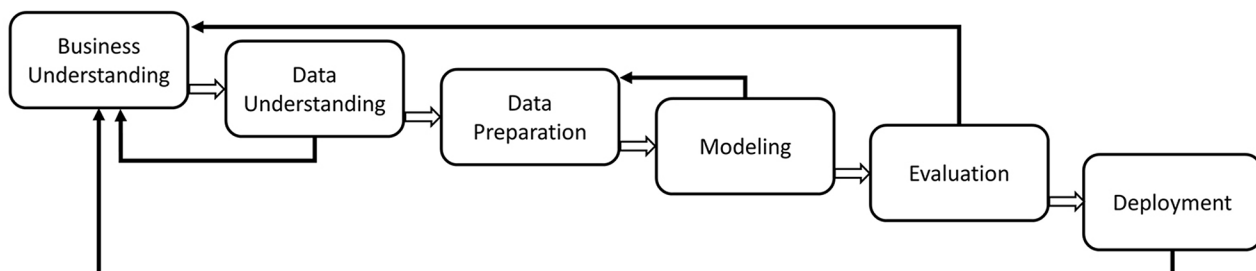 Business
Understanding
Data
Understanding
Data
Preparation
Modeling
Evaluation
Deployment